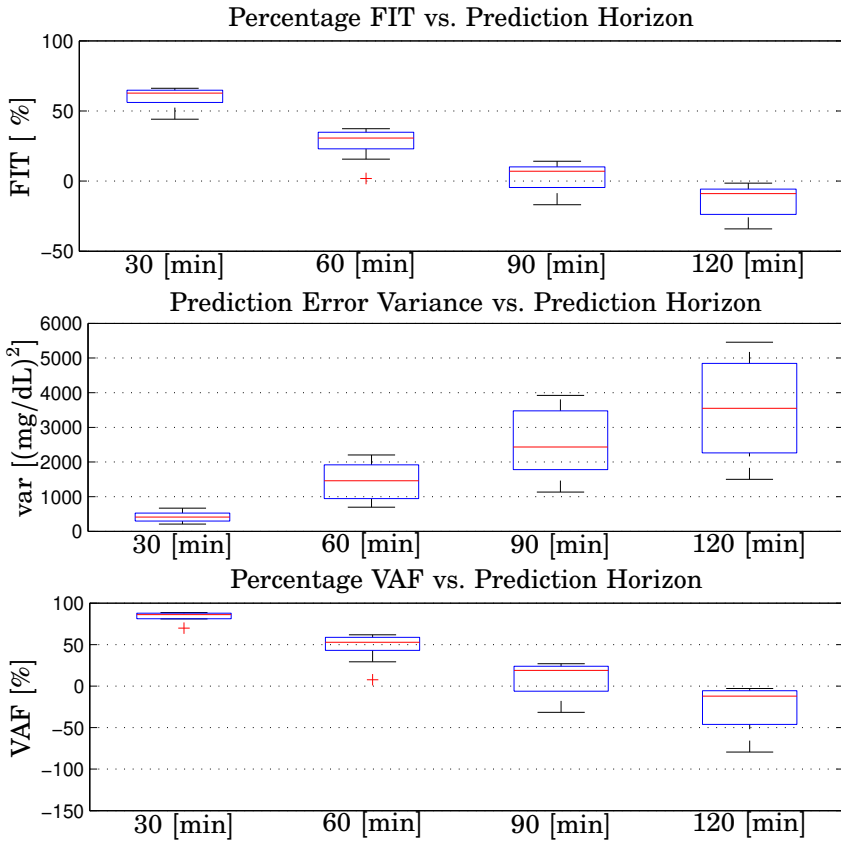 Percentage FIT vs. Prediction Horizon
FIT [ %]
100
50
0
−50
30 [min] 60 [min] 90 [min] 120 [min]
Prediction Error Variance vs. Prediction Horizon
var [(mg/dL)²]
6000
5000
4000
3000
2000
1000
0
30 [min] 60 [min] 90 [min] 120 [min]
Percentage VAF vs. Prediction Horizon
VAF [%]
100
50
0
−50
−100
−150
30 [min] 60 [min] 90 [min] 120 [min]